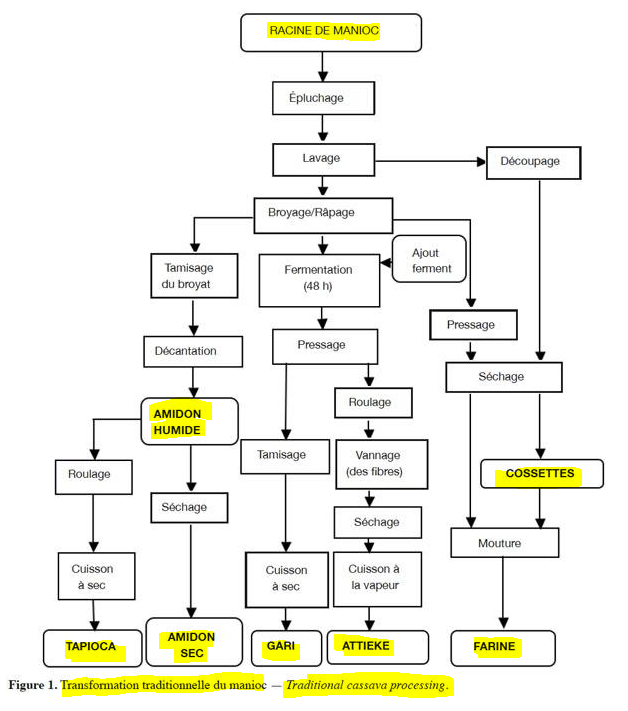 RACINE DE MANIOC
Épluchage
Lavage
Découpage
Broyage/Râpage
Ajout
ferment
Tamisage
du broyat
Fermentation
(48 h)
Pressage
Décantation
Pressage
Séchage
Roulage
AMIDON
HUMIDE
Tamisage
Vannage
(des fibres)
Roulage
COSSETTES
Séchage
Séchage
Mouture
Cuisson
à sec
Cuisson
à sec
Cuisson à
la vapeur
TAPIOCA
AMIDON
SEC
GARI
ATTIEKE
FARINE
Figure 1. Transformation traditionnelle du manioc — Traditional cassava processing.